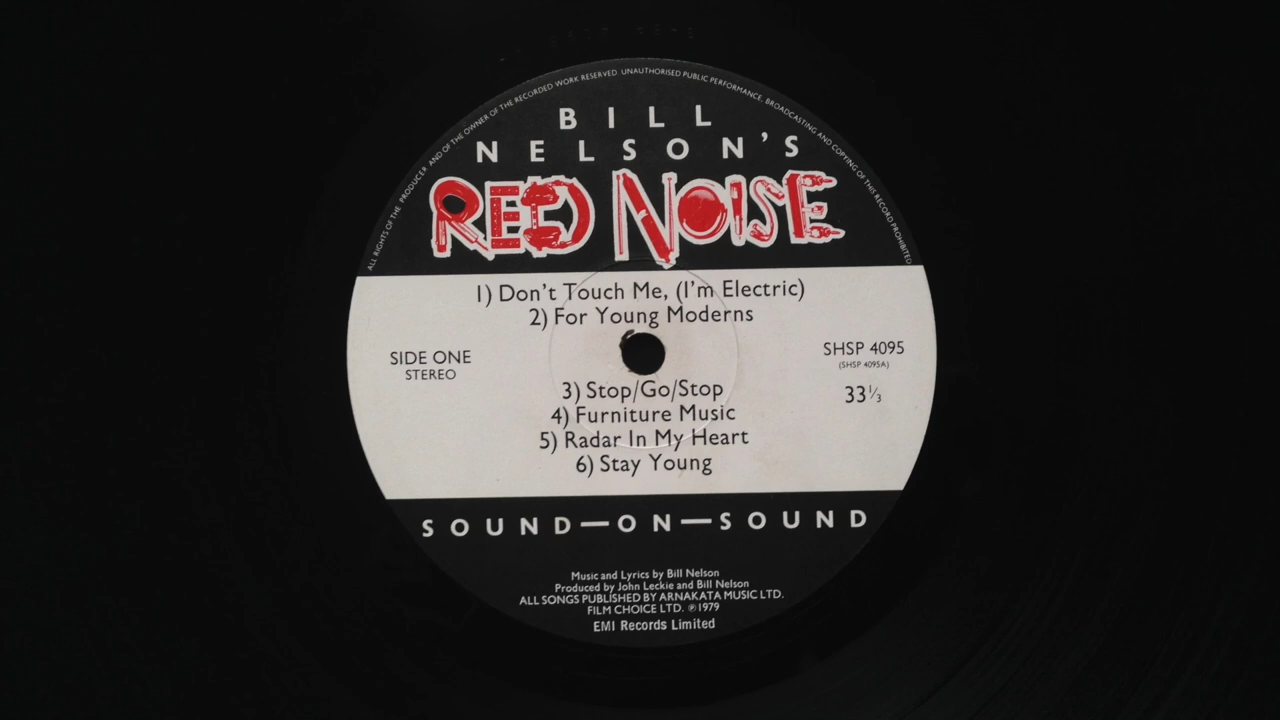 ALL RIGHTS OF THE PRODUCER AND OF THE OWNER OF THE RECORDED WORK RESERVED. UNAUTHORISED PUBLIC PERFORMANCE, BROADCASTING AND COPYING OF THIS RECORD PROHIBITED
BILL
NELSON'S
RED NOISE
1) Don't Touch Me, (I'm Electric)
2) For Young Moderns
SIDE ONE
STEREO
SHSP 4095
(SHSP 4095A)
33⅓
3) Stop/Go/Stop
4) Furniture Music
5) Radar In My Heart
6) Stay Young
SOUND—ON—SOUND
Music and Lyrics by Bill Nelson
Produced by John Leckie and Bill Nelson
ALL SONGS PUBLISHED BY ARNAKATA MUSIC LTD.
FILM CHOICE LTD. ℗1979
EMI Records Limited